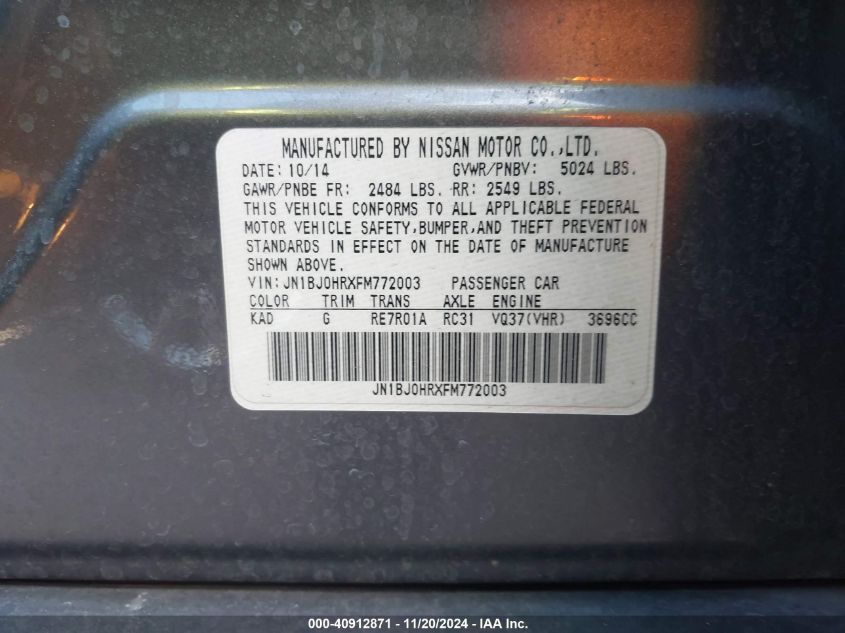 MANUFACTURED BY NISSAN MOTOR CO.,LTD.
DATE: 10/14 GVWR/PNBV: 5024 LBS.
GAWR/PNBE FR: 2484 LBS. RR: 2549 LBS.
THIS VEHICLE CONFORMS TO ALL APPLICABLE FEDERAL
MOTOR VEHICLE SAFETY,BUMPER,AND THEFT PREVENTION
STANDARDS IN EFFECT ON THE DATE OF MANUFACTURE
SHOWN ABOVE.
VIN: JN1BJ0HRXFM772003 PASSENGER CAR
COLOR TRIM TRANS AXLE ENGINE
KAD G RE7R01A RC31 VQ37(VHR) 3696CC
JN1BJ0HRXFM772003
000-40912871 - 11/20/2024 - IAA Inc.